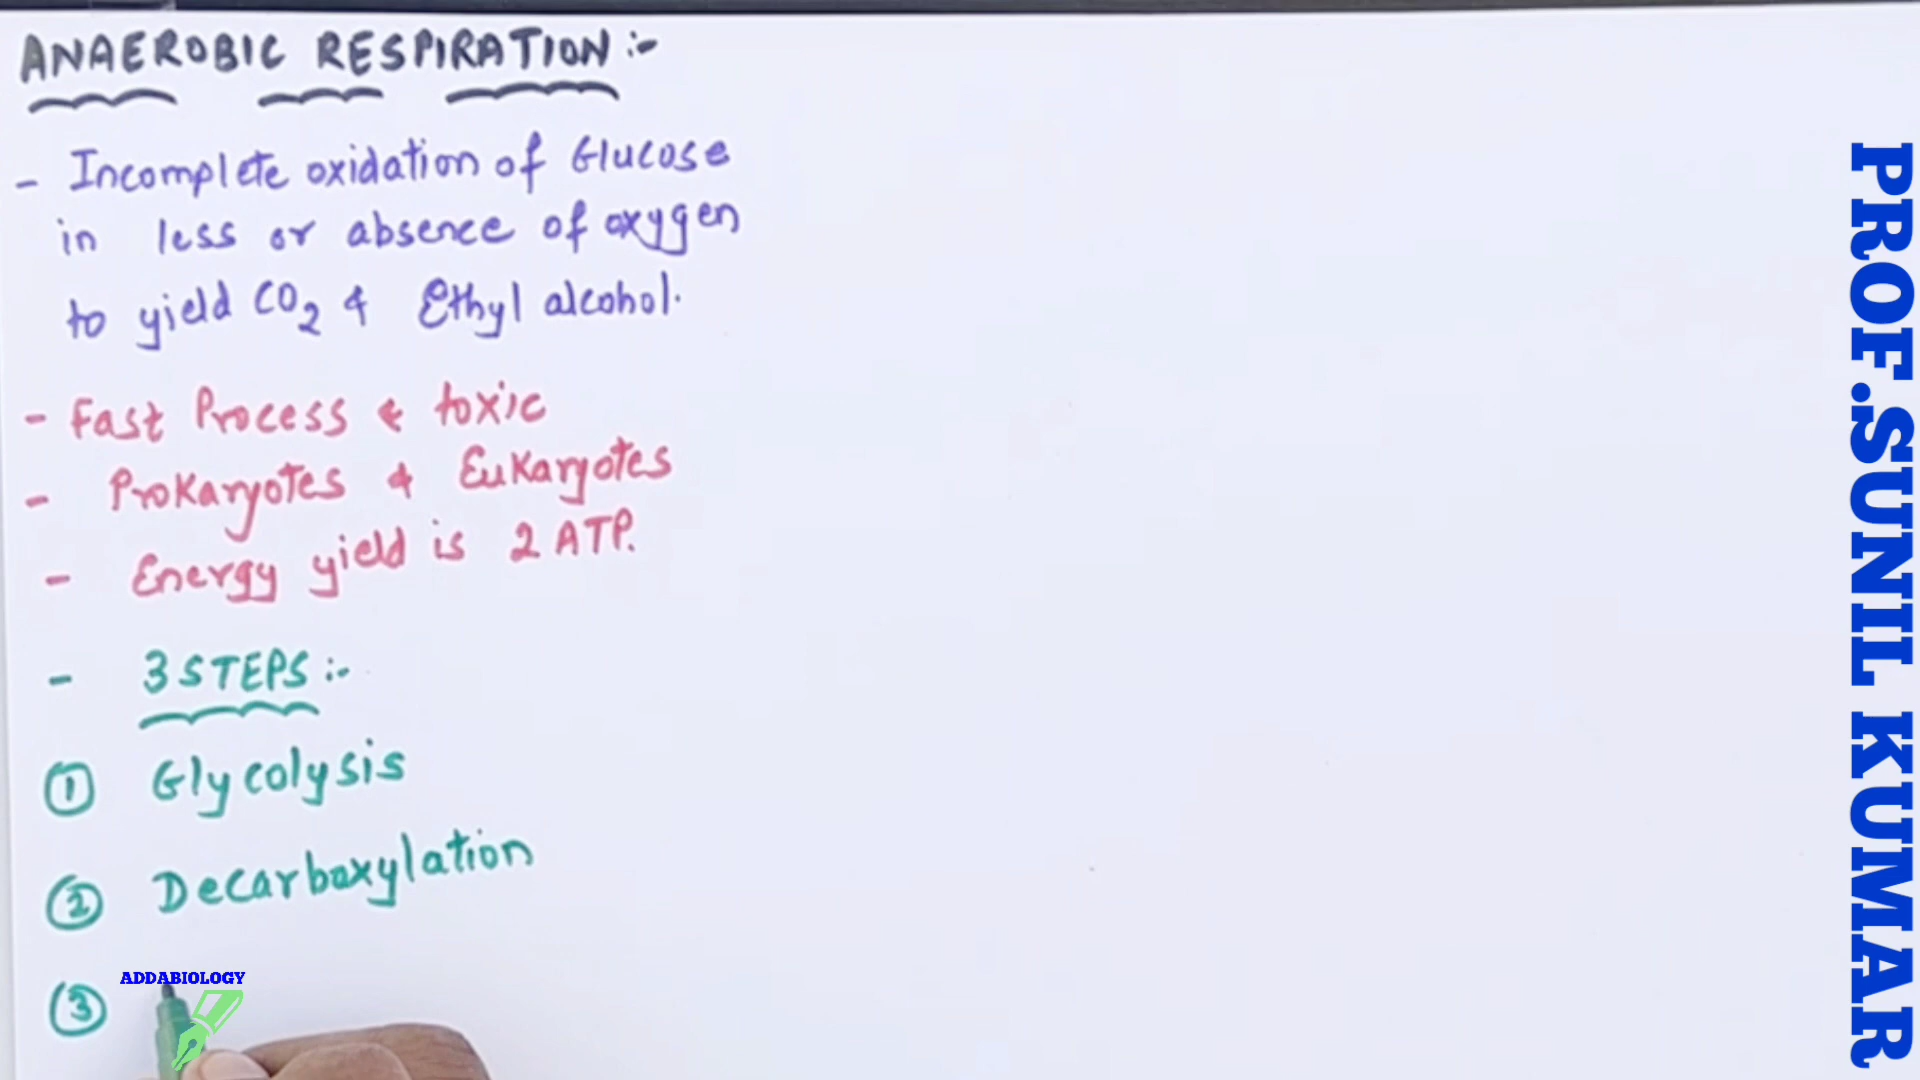 ANAEROBIC RESPIRATION :-
- Incomplete oxidation of Glucose
in less or absence of oxygen
to yield CO2 & Ethyl alcohol.
- Fast Process & toxic
- Prokaryotes & Eukaryotes
- Energy yield is 2 ATP.
- 3 STEPS :-
① Glycolysis
② Decarboxylation
③
ADDABIOLOGY
PROF.SUNIL KUMAR